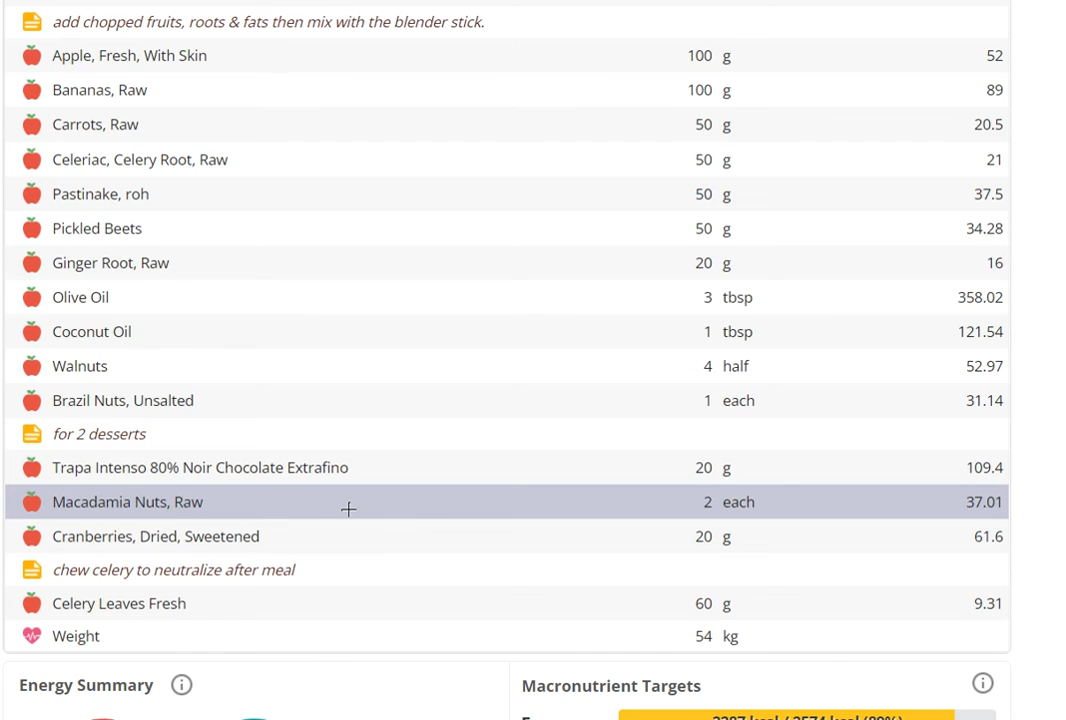 add chopped fruits, roots & fats then mix with the blender stick.
Apple, Fresh, With Skin 100 g 52
Bananas, Raw 100 g 89
Carrots, Raw 50 g 20.5
Celeriac, Celery Root, Raw 50 g 21
Pastinake, roh 50 g 37.5
Pickled Beets 50 g 34.28
Ginger Root, Raw 20 g 16
Olive Oil 3 tbsp 358.02
Coconut Oil 1 tbsp 121.54
Walnuts 4 half 52.97
Brazil Nuts, Unsalted 1 each 31.14
for 2 desserts
Trapa Intenso 80% Noir Chocolate Extrafino 20 g 109.4
Macadamia Nuts, Raw 2 each 37.01
Cranberries, Dried, Sweetened 20 g 61.6
chew celery to neutralize after meal
Celery Leaves Fresh 60 g 9.31
Weight 54 kg
Energy Summary
Macronutrient Targets